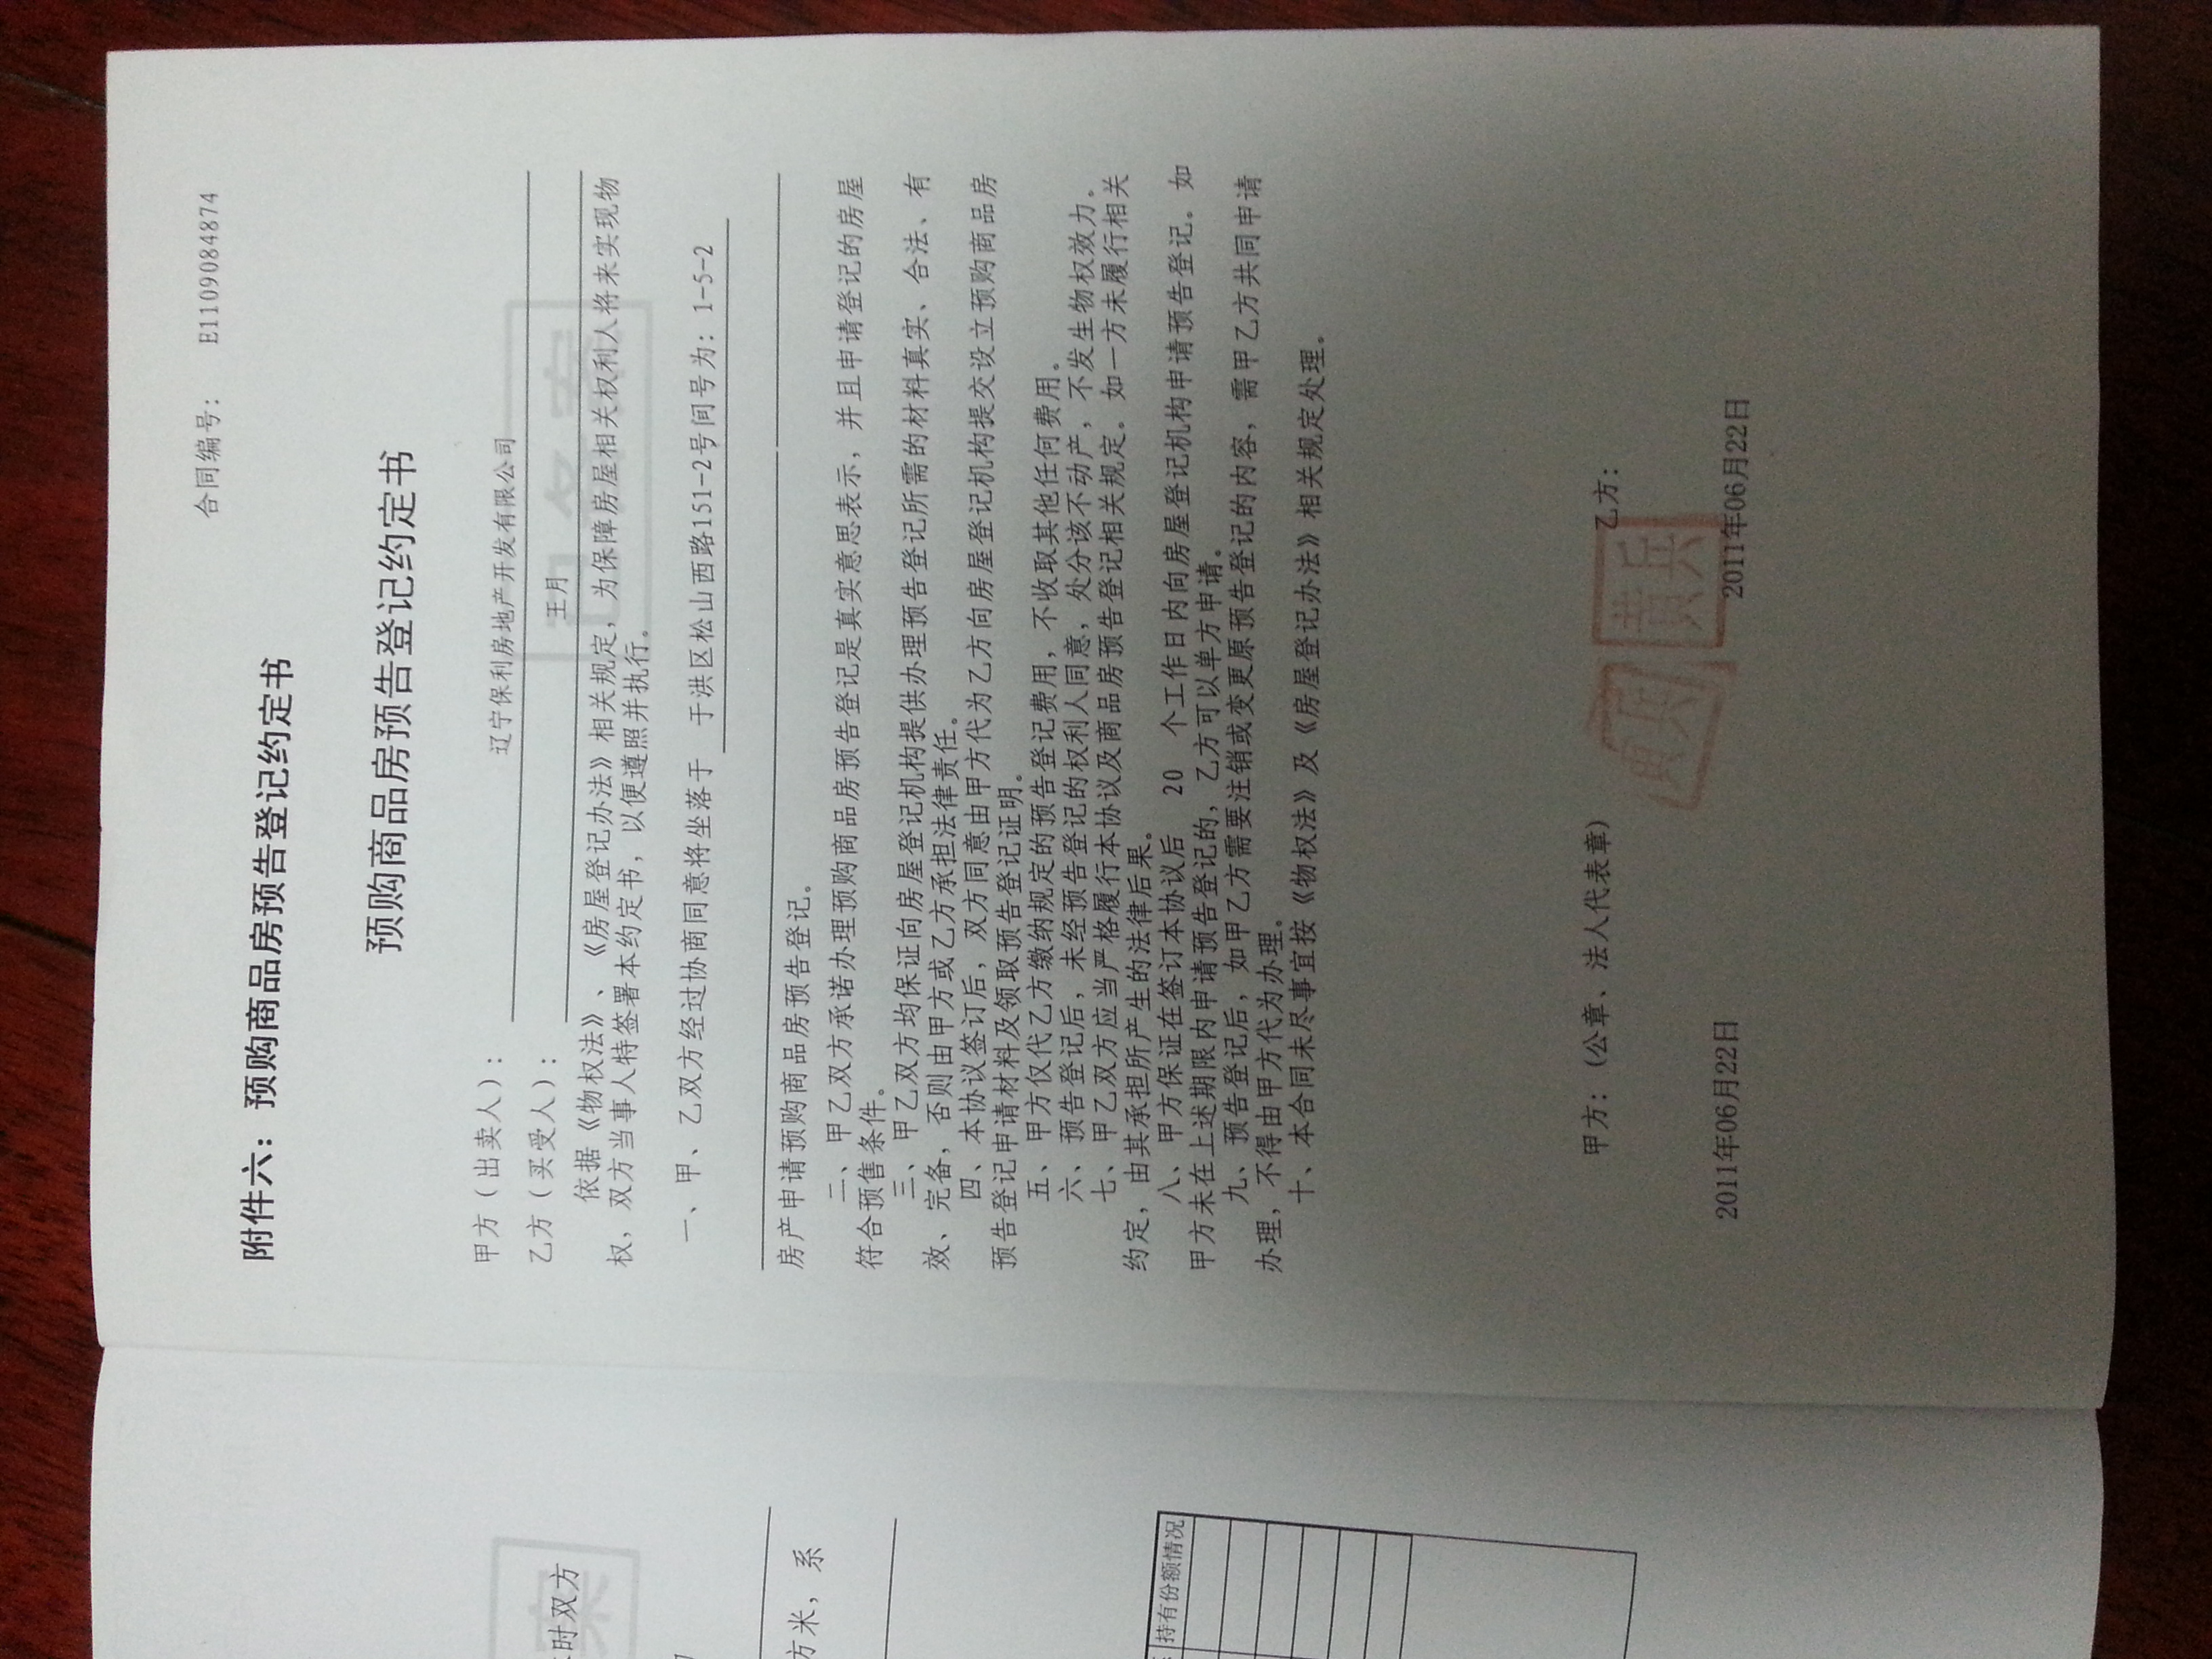 时双方
方米，系
持有份额情况
合同编号： E1109084874
附件六：预购商品房预告登记约定书
预购商品房预告登记约定书
甲方（出卖人）： 辽宁保利房地产开发有限公司
乙方（买受人）： 王月
依据《物权法》、《房屋登记办法》相关规定，为保障房屋相关权利人将来实现物
权，双方当事人特签署本约定书，以便遵照并执行。
一、甲、乙双方经过协商同意将坐落于 于洪区松山西路151-2号间号为：1-5-2
房产申请预购商品房预告登记。
二、甲乙双方承诺办理预购商品房预告登记是真实意思表示，并且申请登记的房屋
符合预售条件。
三、甲乙双方均保证向房屋登记机构提供办理预告登记所需的材料真实、合法、有
效、完备，否则由甲方或乙方承担法律责任。
四、本协议签订后，双方同意由甲方代为乙方向房屋登记机构提交设立预购商品房
预告登记申请材料及领取预告登记证明。
五、甲方仅代乙方缴纳规定的预告登记费用，不收取其他任何费用。
六、预告登记后，未经预告登记的权利人同意，处分该不动产，不发生物权效力。
七、甲乙双方应当严格履行本协议及商品房预告登记相关规定。如一方未履行相关
约定，由其承担所产生的法律后果。
八、甲方保证在签订本协议后 20 个工作日内向房屋登记机构申请预告登记。如
甲方未在上述期限内申请预告登记的，乙方可以单方申请。
九、预告登记后，如甲乙方需要注销或变更原预告登记的内容，需甲乙方共同申请
办理，不得由甲方代为办理。
十、本合同未尽事宜按《物权法》及《房屋登记办法》相关规定处理。
甲方：（公章、法人代表章） 乙方：
黄兵
2011年06月22日 2011年06月22日